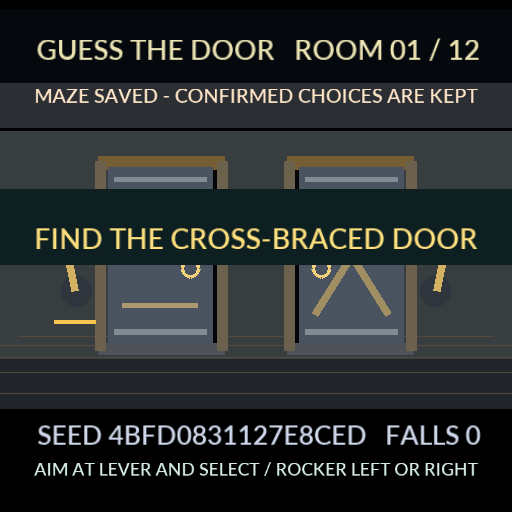 GUESS THE DOOR   ROOM 01 / 12
MAZE SAVED - CONFIRMED CHOICES ARE KEPT
FIND THE CROSS-BRACED DOOR
SEED 4BFD0831127E8CED   FALLS 0
AIM AT LEVER AND SELECT / ROCKER LEFT OR RIGHT